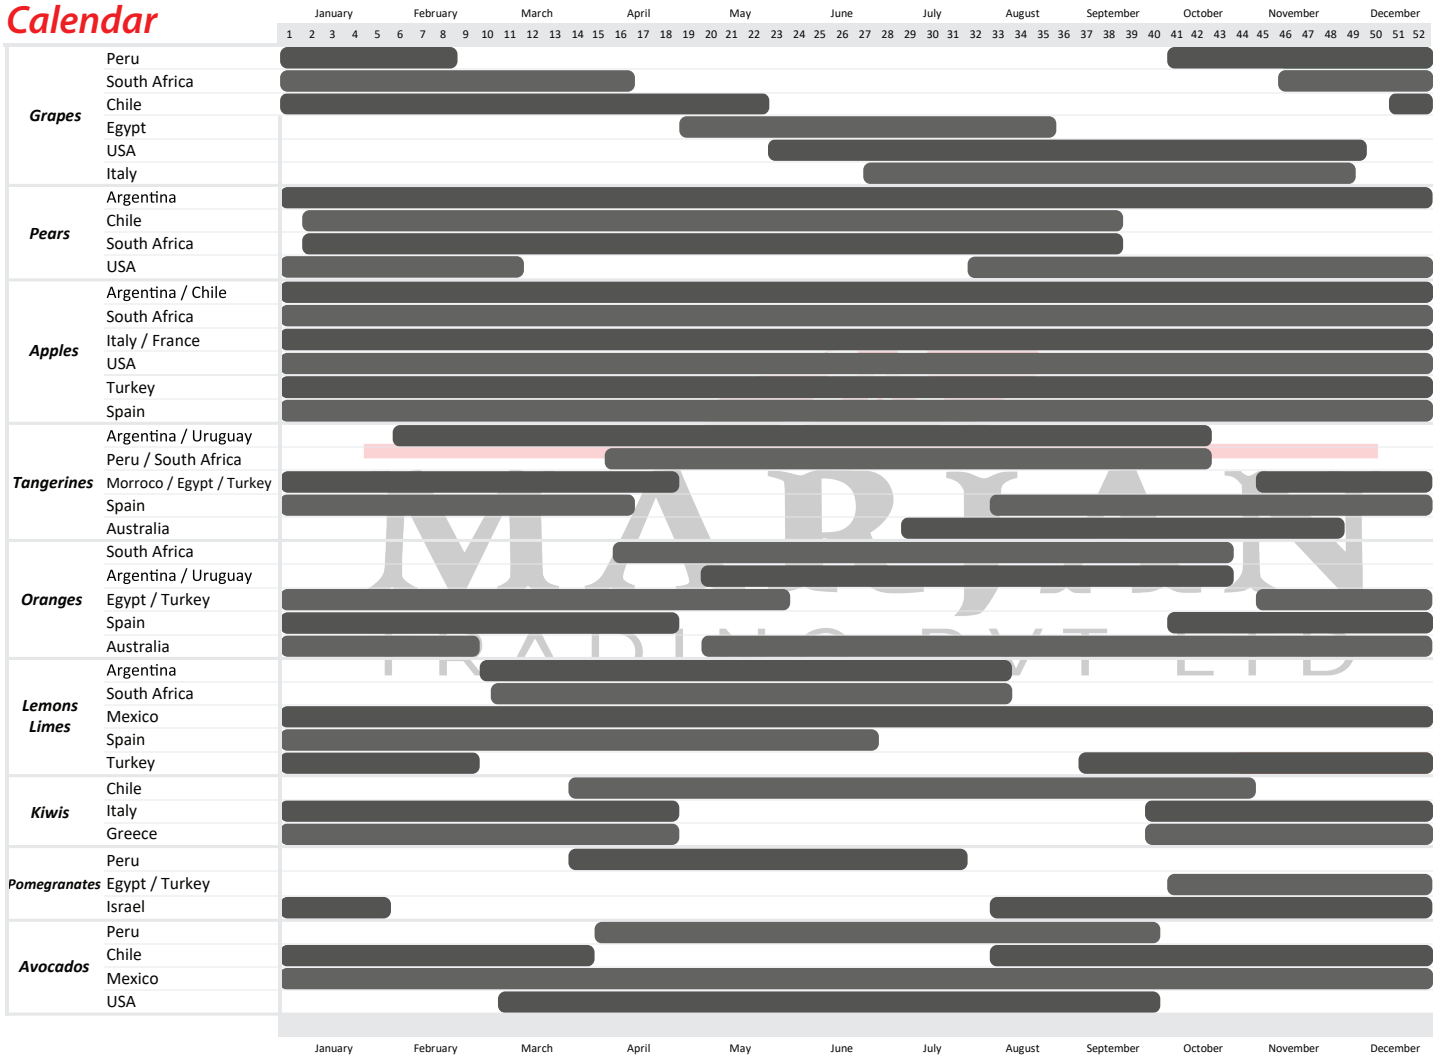 Calendar
January February March April May June July August September October November December
1 2 3 4 5 6 7 8 9 10 11 12 13 14 15 16 17 18 19 20 21 22 23 24 25 26 27 28 29 30 31 32 33 34 35 36 37 38 39 40 41 42 43 44 45 46 47 48 49 50 51 52
Grapes
Peru
South Africa
Chile
Egypt
USA
Italy
Pears
Argentina
Chile
South Africa
USA
Apples
Argentina / Chile
South Africa
Italy / France
USA
Turkey
Spain
Tangerines
Argentina / Uruguay
Peru / South Africa
Morroco / Egypt / Turkey
Spain
Australia
Oranges
South Africa
Argentina / Uruguay
Egypt / Turkey
Spain
Australia
Lemons
Limes
Argentina
South Africa
Mexico
Spain
Turkey
Kiwis
Chile
Italy
Greece
Pomegranates
Peru
Egypt / Turkey
Israel
Avocados
Peru
Chile
Mexico
USA
MARJAN
TRADING PVT LTD
January February March April May June July August September October November December